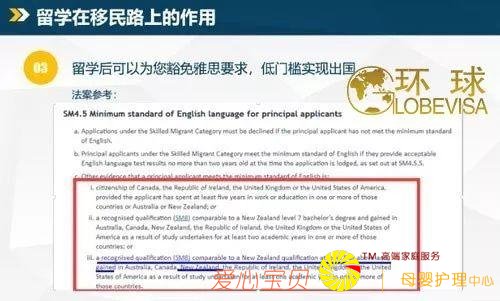 留学在移民路上的作用
03
留学后可以为您豁免雅思要求，低门槛实现出国
法案参考：
环球
LOBEVISA
SM4.5 Minimum standard of English language for principal applicants
a. Applications under the Skilled Migrant Category must be declined if the principal applicant has not met the minimum standard
of English.
b. Principal applicants under the Skilled Migrant Category meet the minimum standard of English if they provide acceptable
English language test results no more than two years old at the time the application is lodged, as set out at SM4.5.5.
c. Other evidence that a principal applicant meets the minimum standard of English is:
i. citizenship of Canada, the Republic of Ireland, the United Kingdom or the United States of America,
provided the applicant has spent at least five years in work or education in one or more of those
countries or Australia or New Zealand; or
ii. a recognised qualification (SM8) comparable to a New Zealand level 7 bachelor's degree and gained in
Australia, Canada, New Zealand, the Republic of Ireland, the United Kingdom or the United States of
America as a result of study undertaken for at least two academic years in one or more of those
countries; or
iii. a recognised qualification (SM8) comparable to a New Zealand qualification at
gained in Australia, Canada, New Zealand, the Republic of Ireland, the
America as a result of study undertaken for at least one academic year in one or more of
those countries.
TM 高端家庭服务
爱心宝贝
母婴护理中心